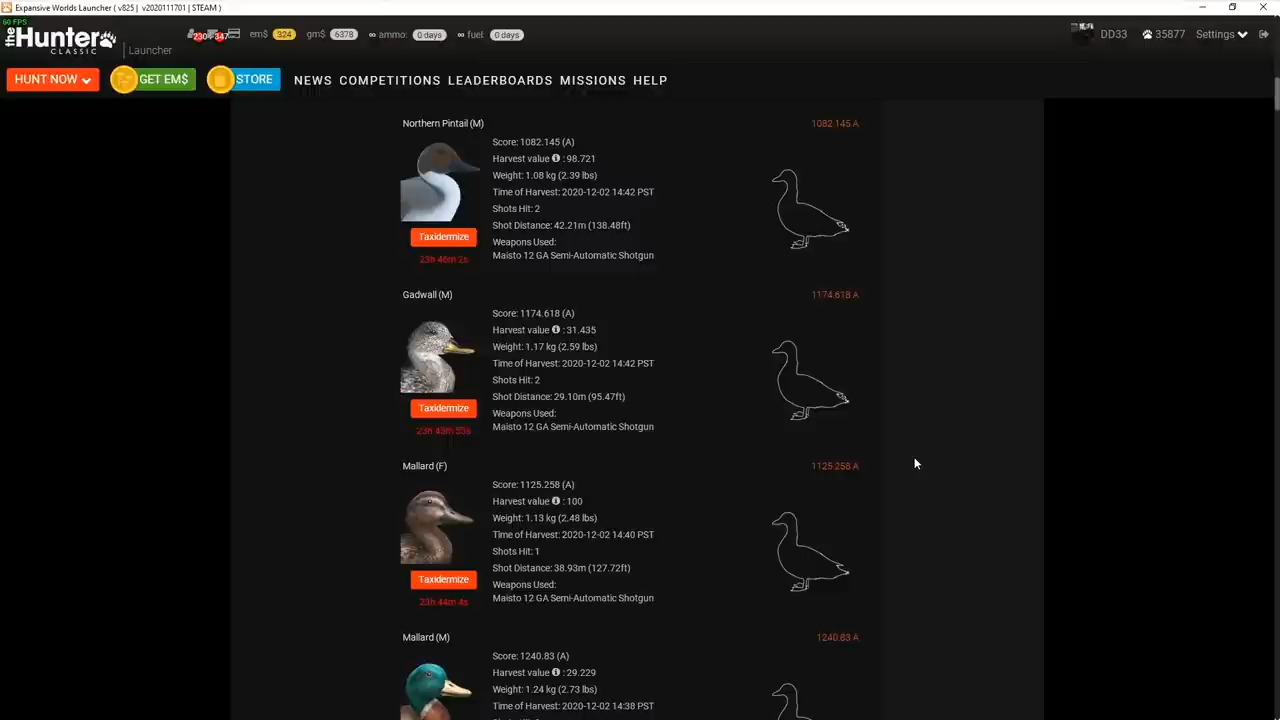 Expansive Worlds Launcher ( v825 | v2020111701 | STEAM )
60 FPS
theHunter CLASSIC | Launcher 230 347 em$ 324 gm$ 6378 ∞ ammo: 0 days ∞ fuel: 0 days DD33 35877 Settings
HUNT NOW GET EM$ STORE NEWS COMPETITIONS LEADERBOARDS MISSIONS HELP
Northern Pintail (M) 1082.145 A
Score: 1082.145 (A)
Harvest value : 98.721
Weight: 1.08 kg (2.39 lbs)
Time of Harvest: 2020-12-02 14:42 PST
Shots Hit: 2
Shot Distance: 42.21m (138.48ft)
Weapons Used:
Maisto 12 GA Semi-Automatic Shotgun
Taxidermize
23h 46m 2s
Gadwall (M) 1174.618 A
Score: 1174.618 (A)
Harvest value : 31.435
Weight: 1.17 kg (2.59 lbs)
Time of Harvest: 2020-12-02 14:42 PST
Shots Hit: 2
Shot Distance: 29.10m (95.47ft)
Weapons Used:
Maisto 12 GA Semi-Automatic Shotgun
Taxidermize
Mallard (F) 1125.258 A
Score: 1125.258 (A)
Harvest value : 100
Weight: 1.13 kg (2.48 lbs)
Time of Harvest: 2020-12-02 14:40 PST
Shots Hit: 1
Shot Distance: 38.93m (127.72ft)
Weapons Used:
Maisto 12 GA Semi-Automatic Shotgun
Taxidermize
23h 44m 4s
Mallard (M) 1240.83 A
Score: 1240.83 (A)
Harvest value : 29.229
Weight: 1.24 kg (2.73 lbs)
Time of Harvest: 2020-12-02 14:38 PST